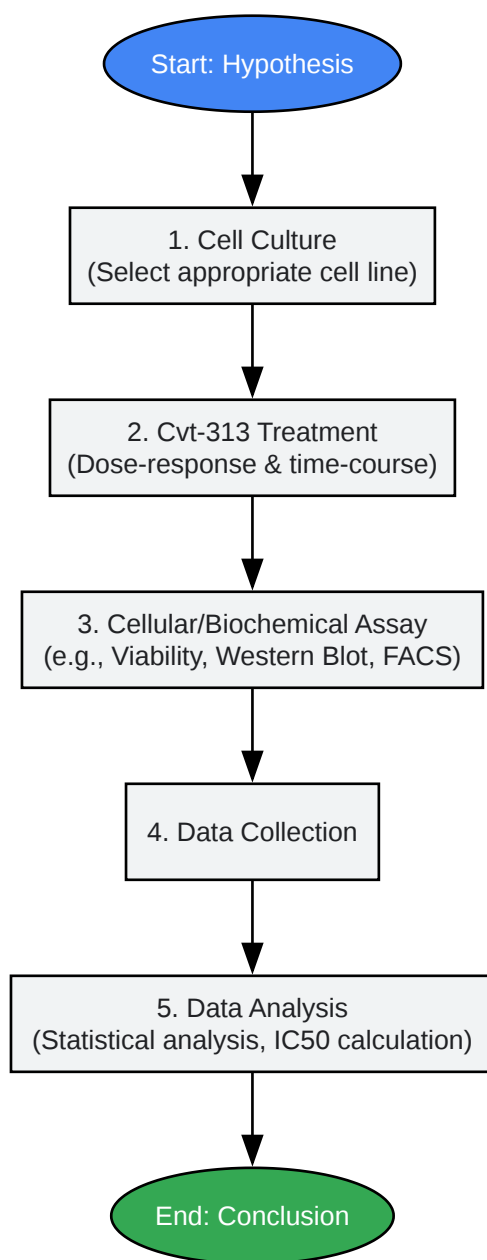 Start: Hypothesis
1. Cell Culture
(Select appropriate cell line)
2. Cvt-313 Treatment
(Dose-response & time-course)
3. Cellular/Biochemical Assay
(e.g., Viability, Western Blot, FACS)
4. Data Collection
5. Data Analysis
(Statistical analysis, IC50 calculation)
End: Conclusion